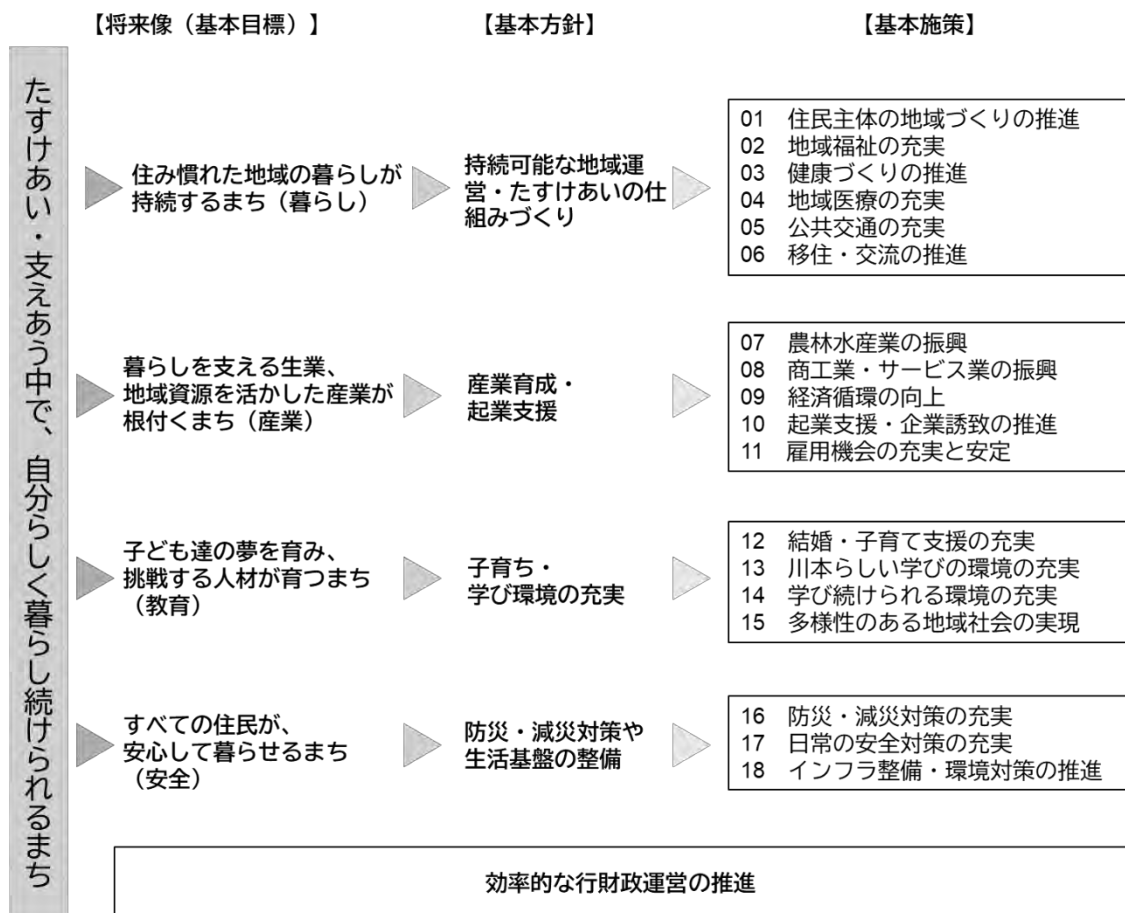 【将来像（基本目標）】
【基本方針】
【基本施策】
たすけあい・支えあう中で、自分らしく暮らし続けられるまち
住み慣れた地域の暮らしが
持続するまち（暮らし）
持続可能な地域運
営・たすけあいの仕
組みづくり
01 住民主体の地域づくりの推進
02 地域福祉の充実
03 健康づくりの推進
04 地域医療の充実
05 公共交通の充実
06 移住・交流の推進
暮らしを支える生業、
地域資源を活かした産業が
根付くまち（産業）
産業育成・
起業支援
07 農林水産業の振興
08 商工業・サービス業の振興
09 経済循環の向上
10 起業支援・企業誘致の推進
11 雇用機会の充実と安定
子ども達の夢を育み、
挑戦する人材が育つまち
（教育）
子育ち・
学び環境の充実
12 結婚・子育て支援の充実
13 川本らしい学びの環境の充実
14 学び続けられる環境の充実
15 多様性のある地域社会の実現
すべての住民が、
安心して暮らせるまち
（安全）
防災・減災対策や
生活基盤の整備
16 防災・減災対策の充実
17 日常の安全対策の充実
18 インフラ整備・環境対策の推進
効率的な行財政運営の推進